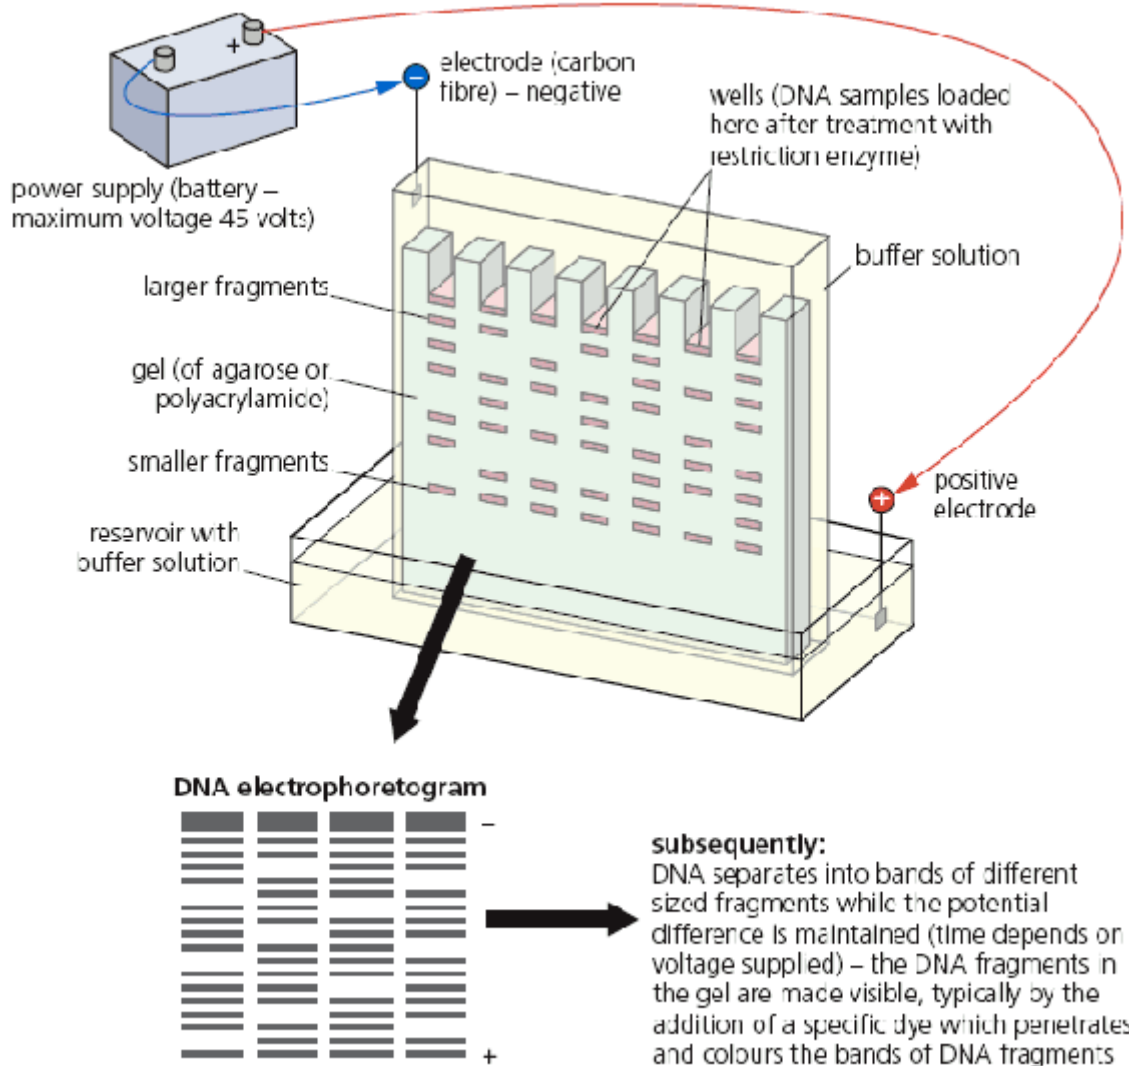 +
−
electrode (carbon
fibre) – negative
wells (DNA samples loaded
here after treatment with
restriction enzyme)
power supply (battery –
maximum voltage 45 volts)
buffer solution
larger fragments
gel (of agarose or
polyacrylamide)
smaller fragments
+
positive
electrode
reservoir with
buffer solution
DNA electrophoretogram
–
+
subsequently:
DNA separates into bands of different
sized fragments while the potential
difference is maintained (time depends on
voltage supplied) – the DNA fragments in
the gel are made visible, typically by the
addition of a specific dye which penetrates
and colours the bands of DNA fragments